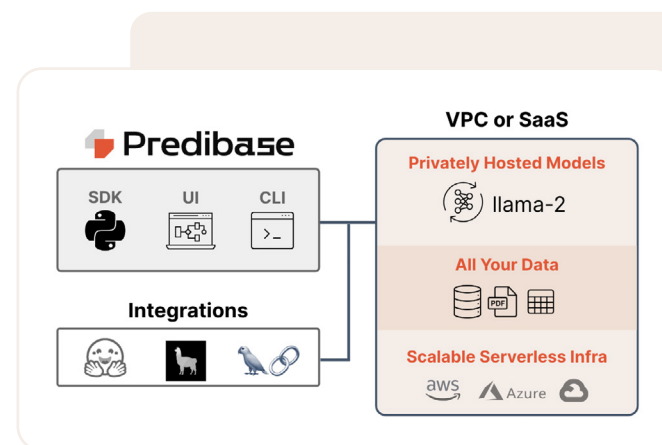 Predibase
SDK UI CLI
>_
Integrations
VPC or SaaS
Privately Hosted Models
llama-2
All Your Data
PDF
Scalable Serverless Infra
aws Azure